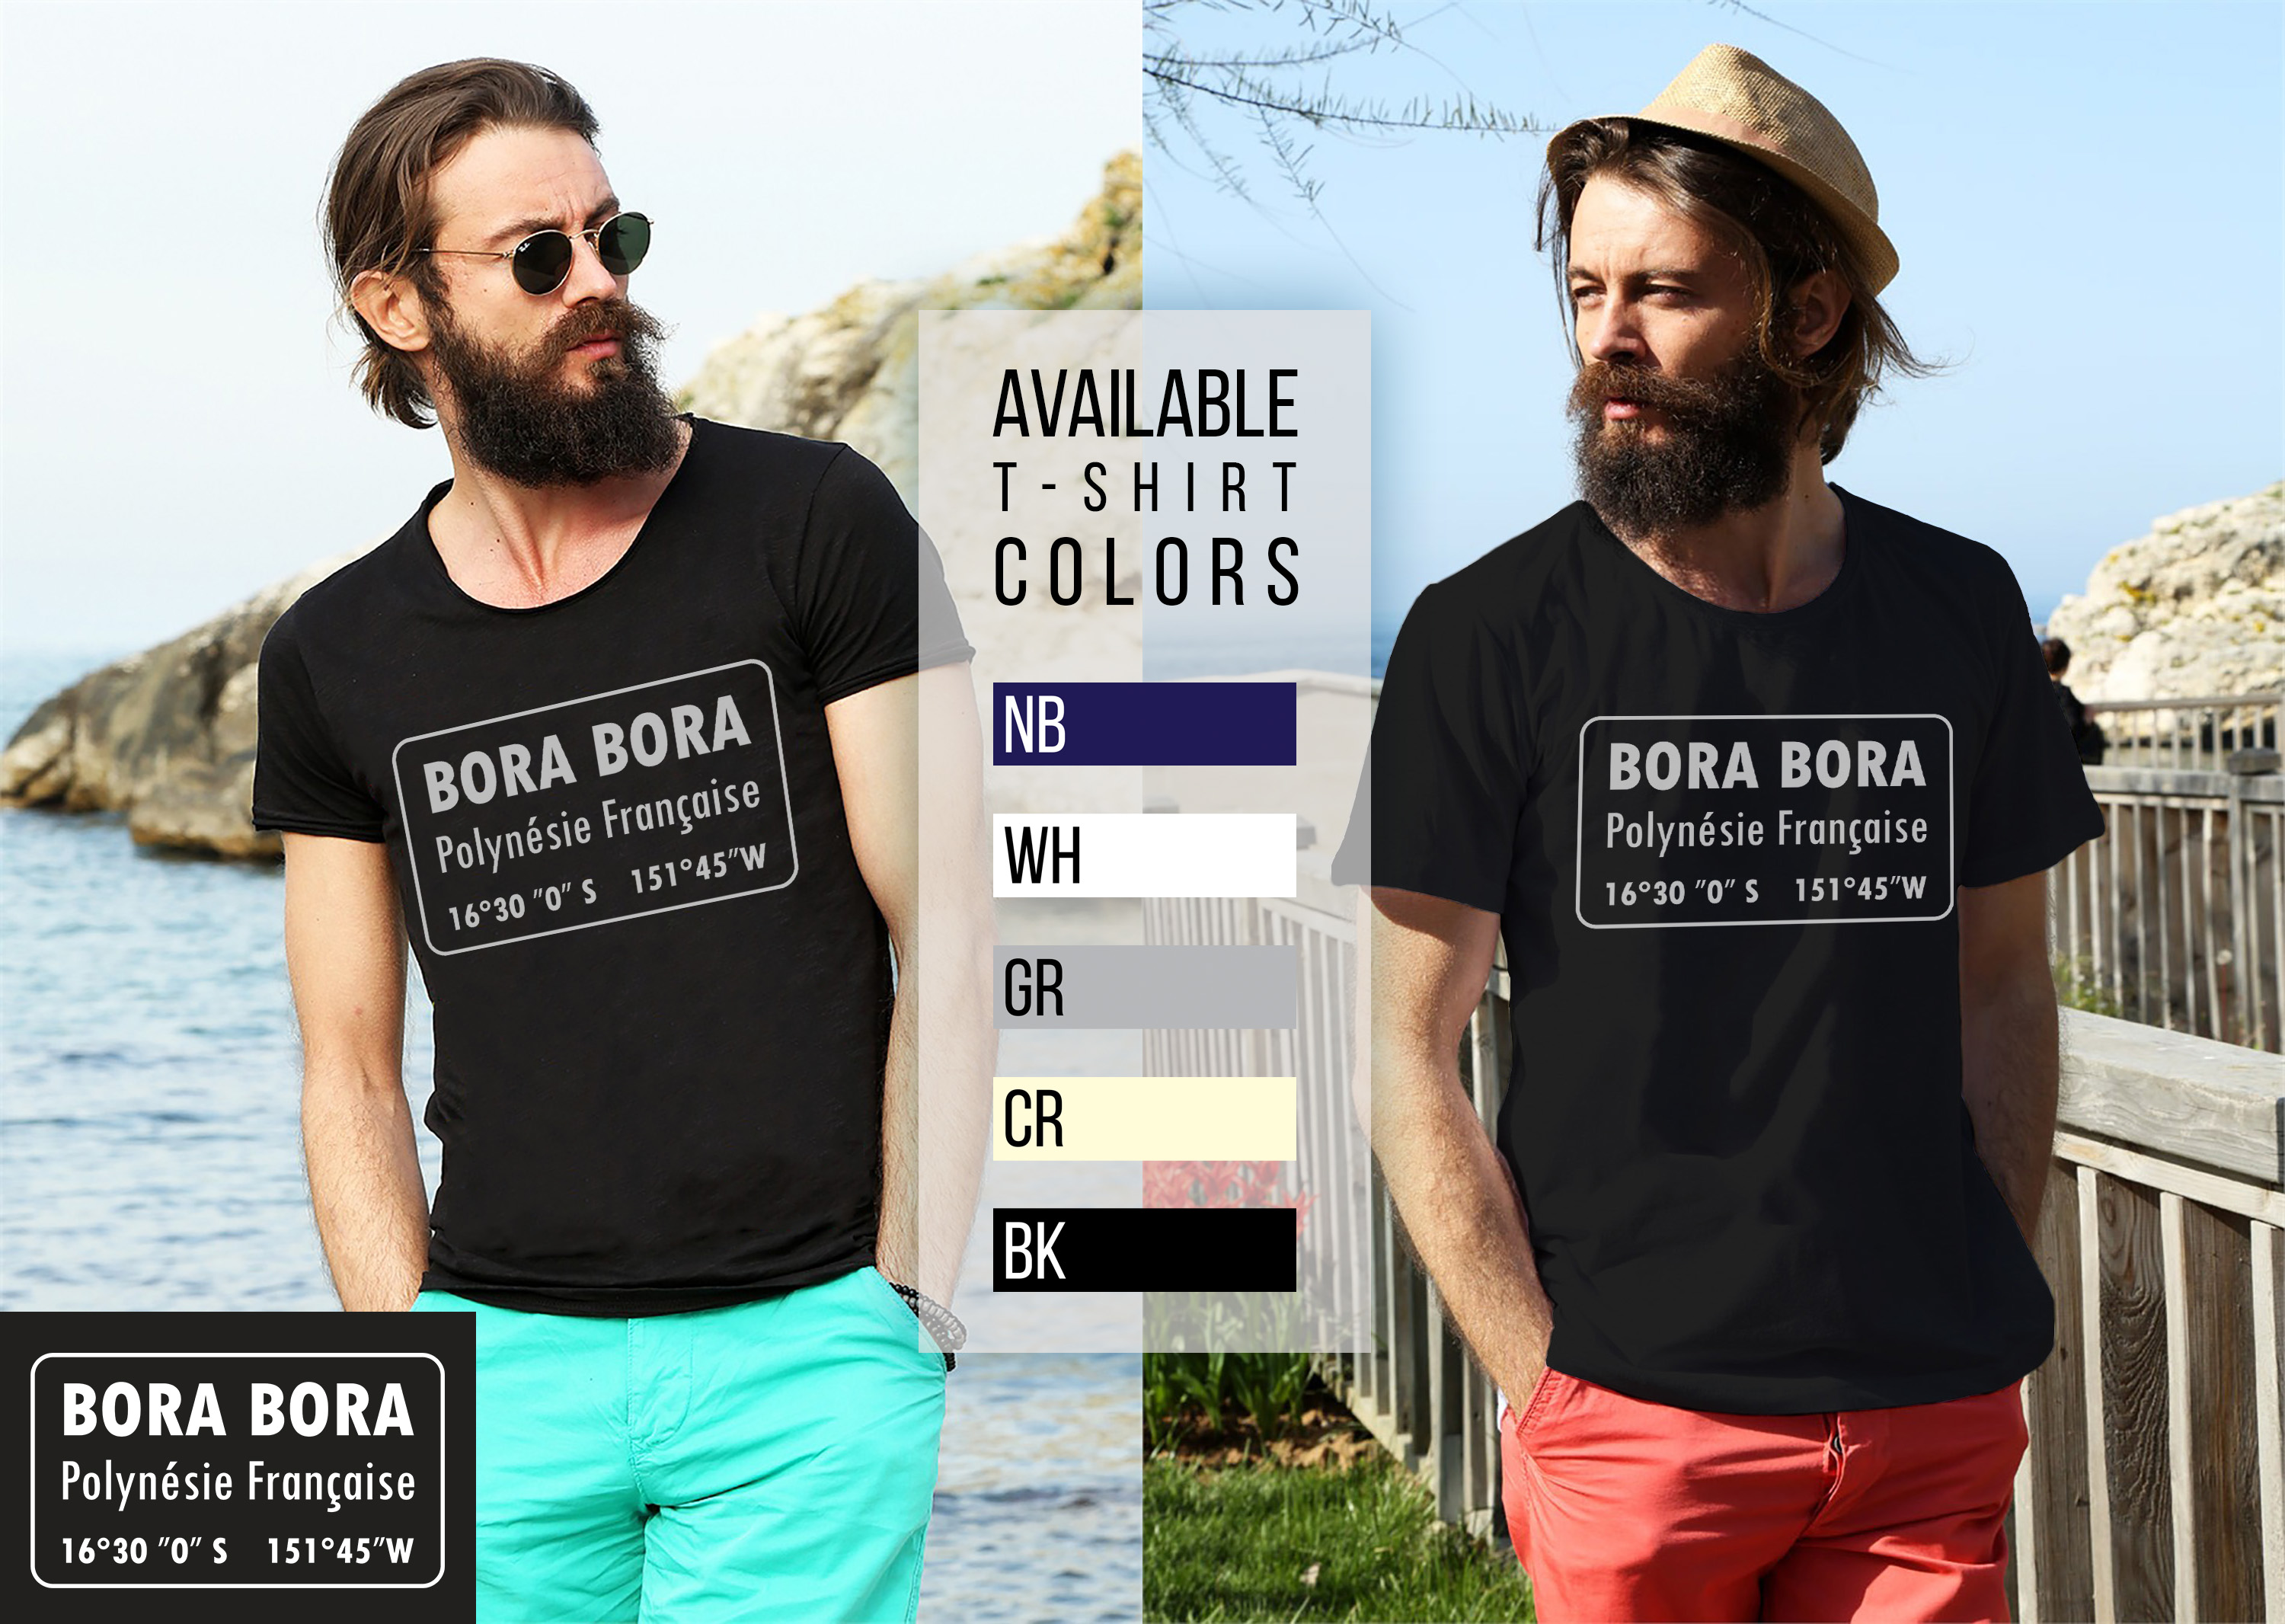 BORA BORA
Polynésie Française
16°30 "0" S 151°45"W
AVAILABLE
T-SHIRT
COLORS
NB
WH
GR
CR
BK
BORA BORA
Polynésie Française
16°30 "0" S 151°45"W
BORA BORA
Polynésie Française
16°30 "0" S 151°45"W